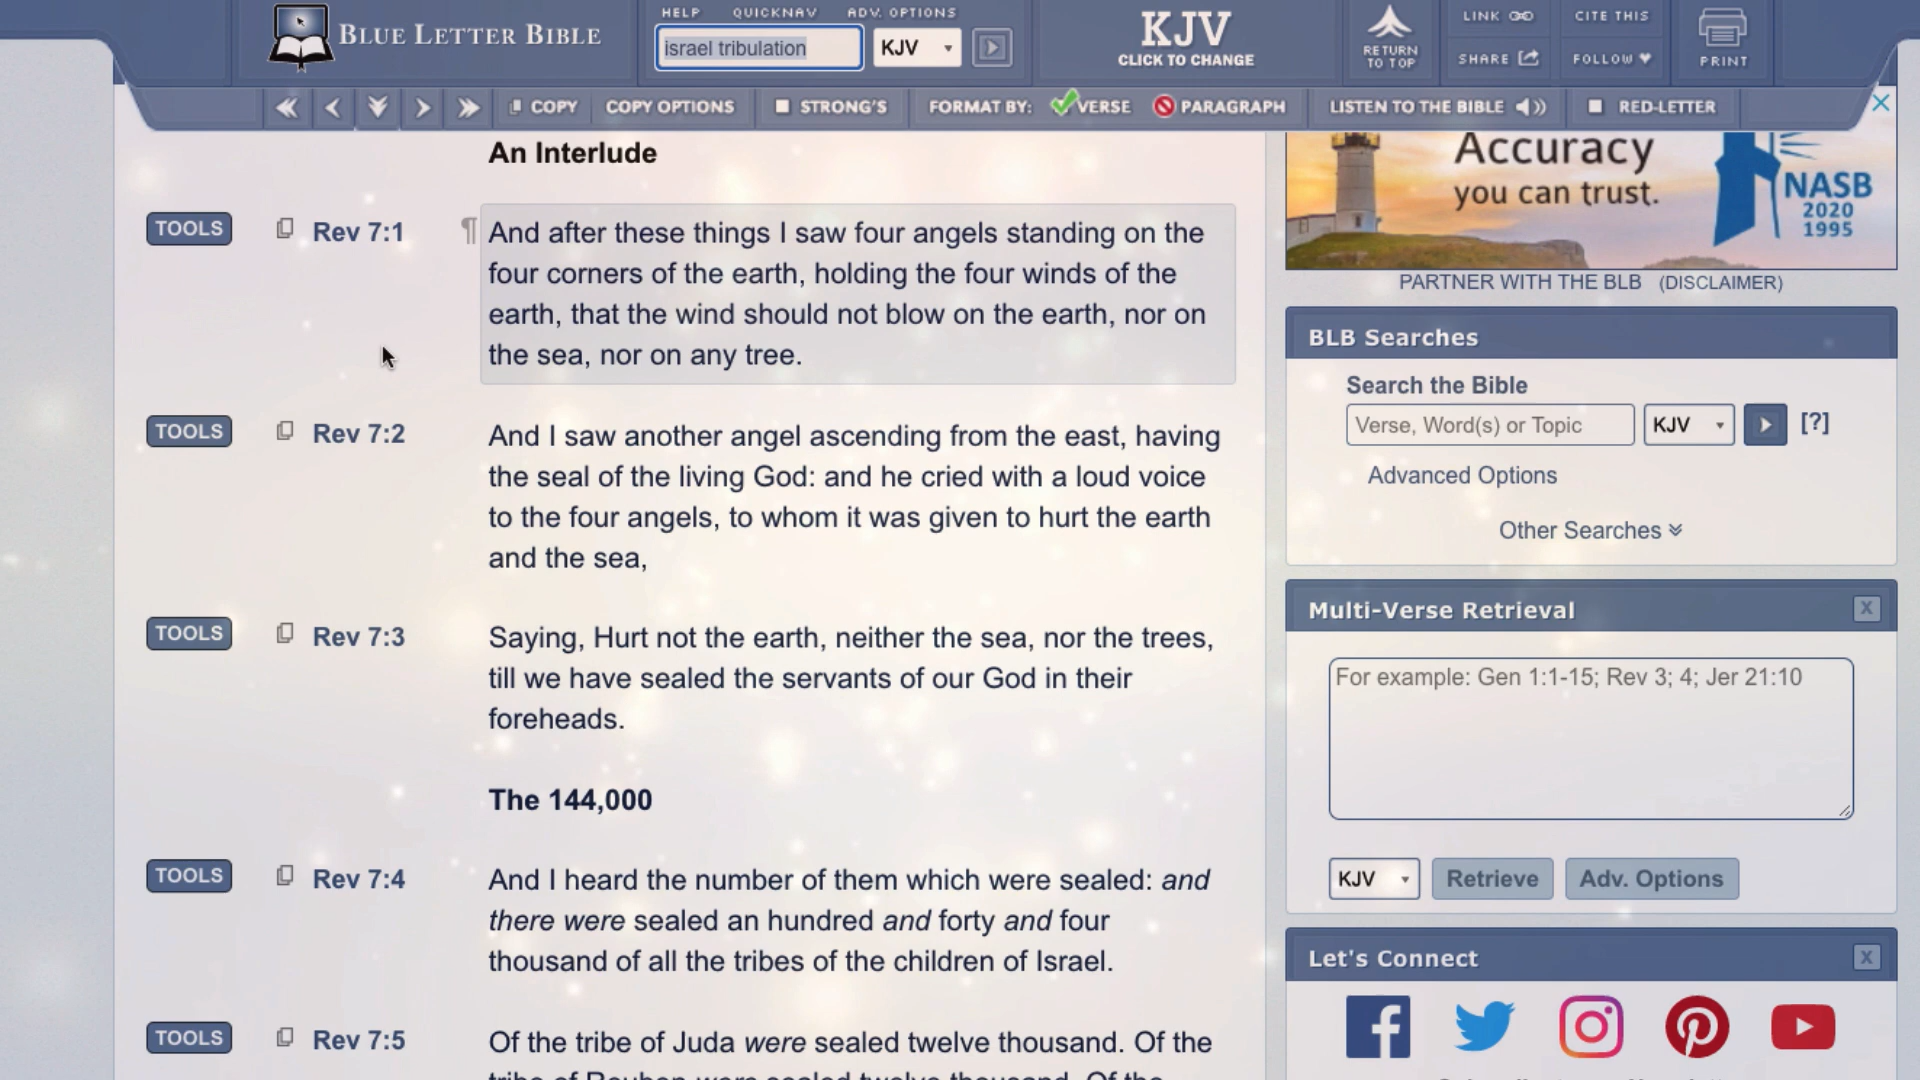 HELP QUICKNAV ADV. OPTIONS
BLUE LETTER BIBLE
israel tribulation
KJV
KJV
CLICK TO CHANGE
RETURN
TO TOP
LINK
CITE THIS
SHARE
FOLLOW
PRINT
COPY
COPY OPTIONS
STRONG'S
FORMAT BY:
VERSE
PARAGRAPH
LISTEN TO THE BIBLE
RED-LETTER
An Interlude
TOOLS
Rev 7:1
¶ And after these things I saw four angels standing on the
four corners of the earth, holding the four winds of the
earth, that the wind should not blow on the earth, nor on
the sea, nor on any tree.
TOOLS
Rev 7:2
And I saw another angel ascending from the east, having
the seal of the living God: and he cried with a loud voice
to the four angels, to whom it was given to hurt the earth
and the sea,
TOOLS
Rev 7:3
Saying, Hurt not the earth, neither the sea, nor the trees,
till we have sealed the servants of our God in their
foreheads.
The 144,000
TOOLS
Rev 7:4
And I heard the number of them which were sealed: and
there were sealed an hundred and forty and four
thousand of all the tribes of the children of Israel.
TOOLS
Rev 7:5
Of the tribe of Juda were sealed twelve thousand. Of the
tribe of Reuben were sealed twelve thousand. Of the
Accuracy
you can trust.
NASB
2020
1995
PARTNER WITH THE BLB (DISCLAIMER)
BLB Searches
Search the Bible
Verse, Word(s) or Topic
KJV
[?]
Advanced Options
Other Searches
Multi-Verse Retrieval
X
For example: Gen 1:1-15; Rev 3; 4; Jer 21:10
KJV
Retrieve
Adv. Options
Let's Connect
X